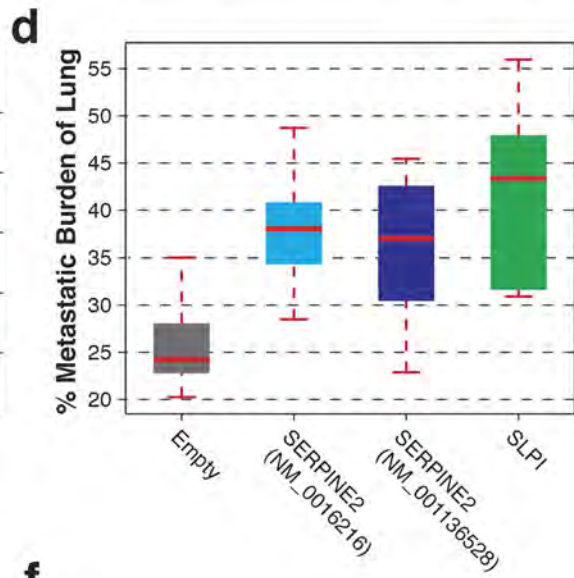 d
% Metastatic Burden of Lung
55
50
45
40
35
30
25
20
Empty
SERPINE2
(NM_0016216)
SERPINE2
(NM_001136528)
SLPI